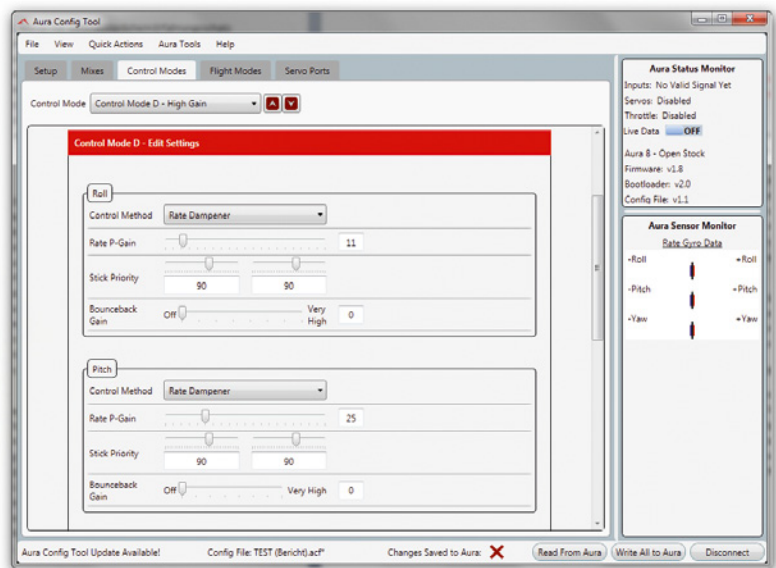 Aura Config Tool
File View Quick Actions Aura Tools Help
Setup Mixes Control Modes Flight Modes Servo Ports
Control Mode Control Mode D - High Gain
Control Mode D - Edit Settings
Roll
Control Method Rate Dampener
Rate P-Gain 11
Stick Priority
90 90
Bounceback Gain Off Very High 0
Pitch
Control Method Rate Dampener
Rate P-Gain 25
Stick Priority
90 90
Bounceback Gain Off Very High 0
Aura Status Monitor
Inputs: No Valid Signal Yet
Servos: Disabled
Throttle: Disabled
Live Data OFF
Aura 8 - Open Stock
Firmware: v1.8
Bootloader: v2.0
Config File: v1.1
Aura Sensor Monitor
Rate Gyro Data
-Roll +Roll
-Pitch +Pitch
-Yaw +Yaw
Aura Config Tool Update Available! Config File: TEST (Bericht).acf* Changes Saved to Aura: Read From Aura Write All to Aura Disconnect